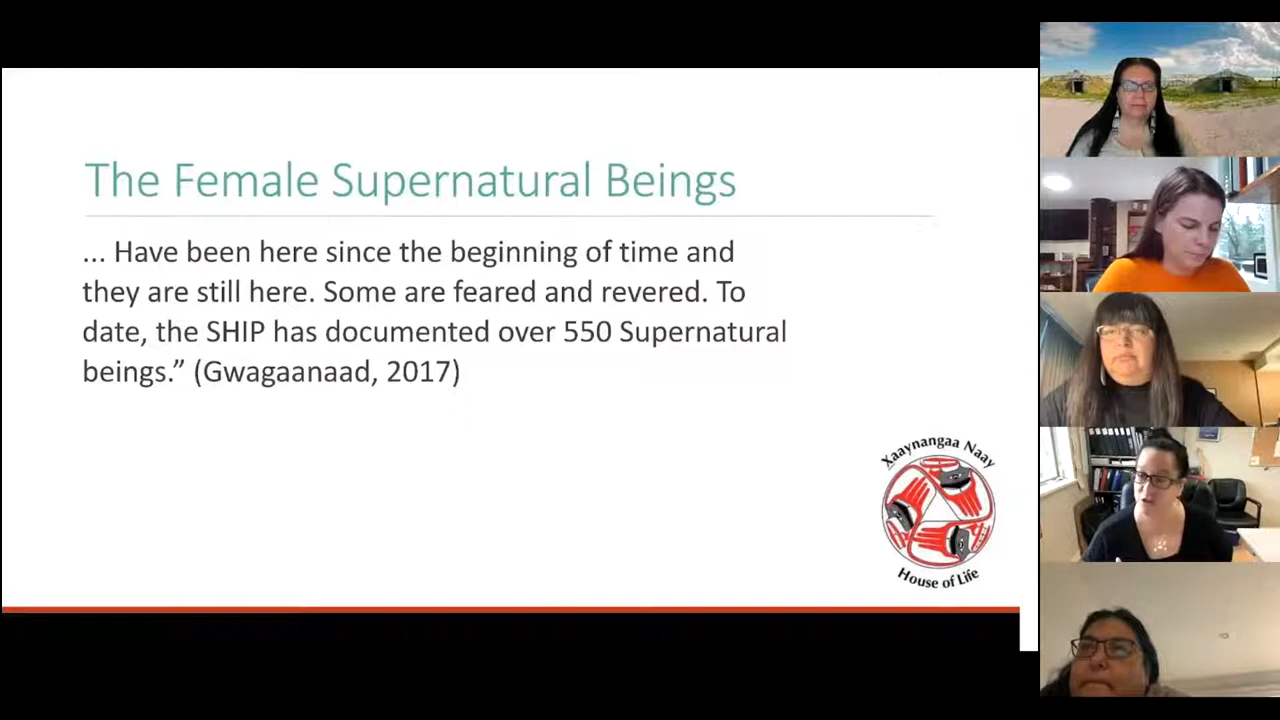 The Female Supernatural Beings
... Have been here since the beginning of time and
they are still here. Some are feared and revered. To
date, the SHIP has documented over 550 Supernatural
beings.” (Gwagaanaad, 2017)
Xaaynangaa Naay
House of Life